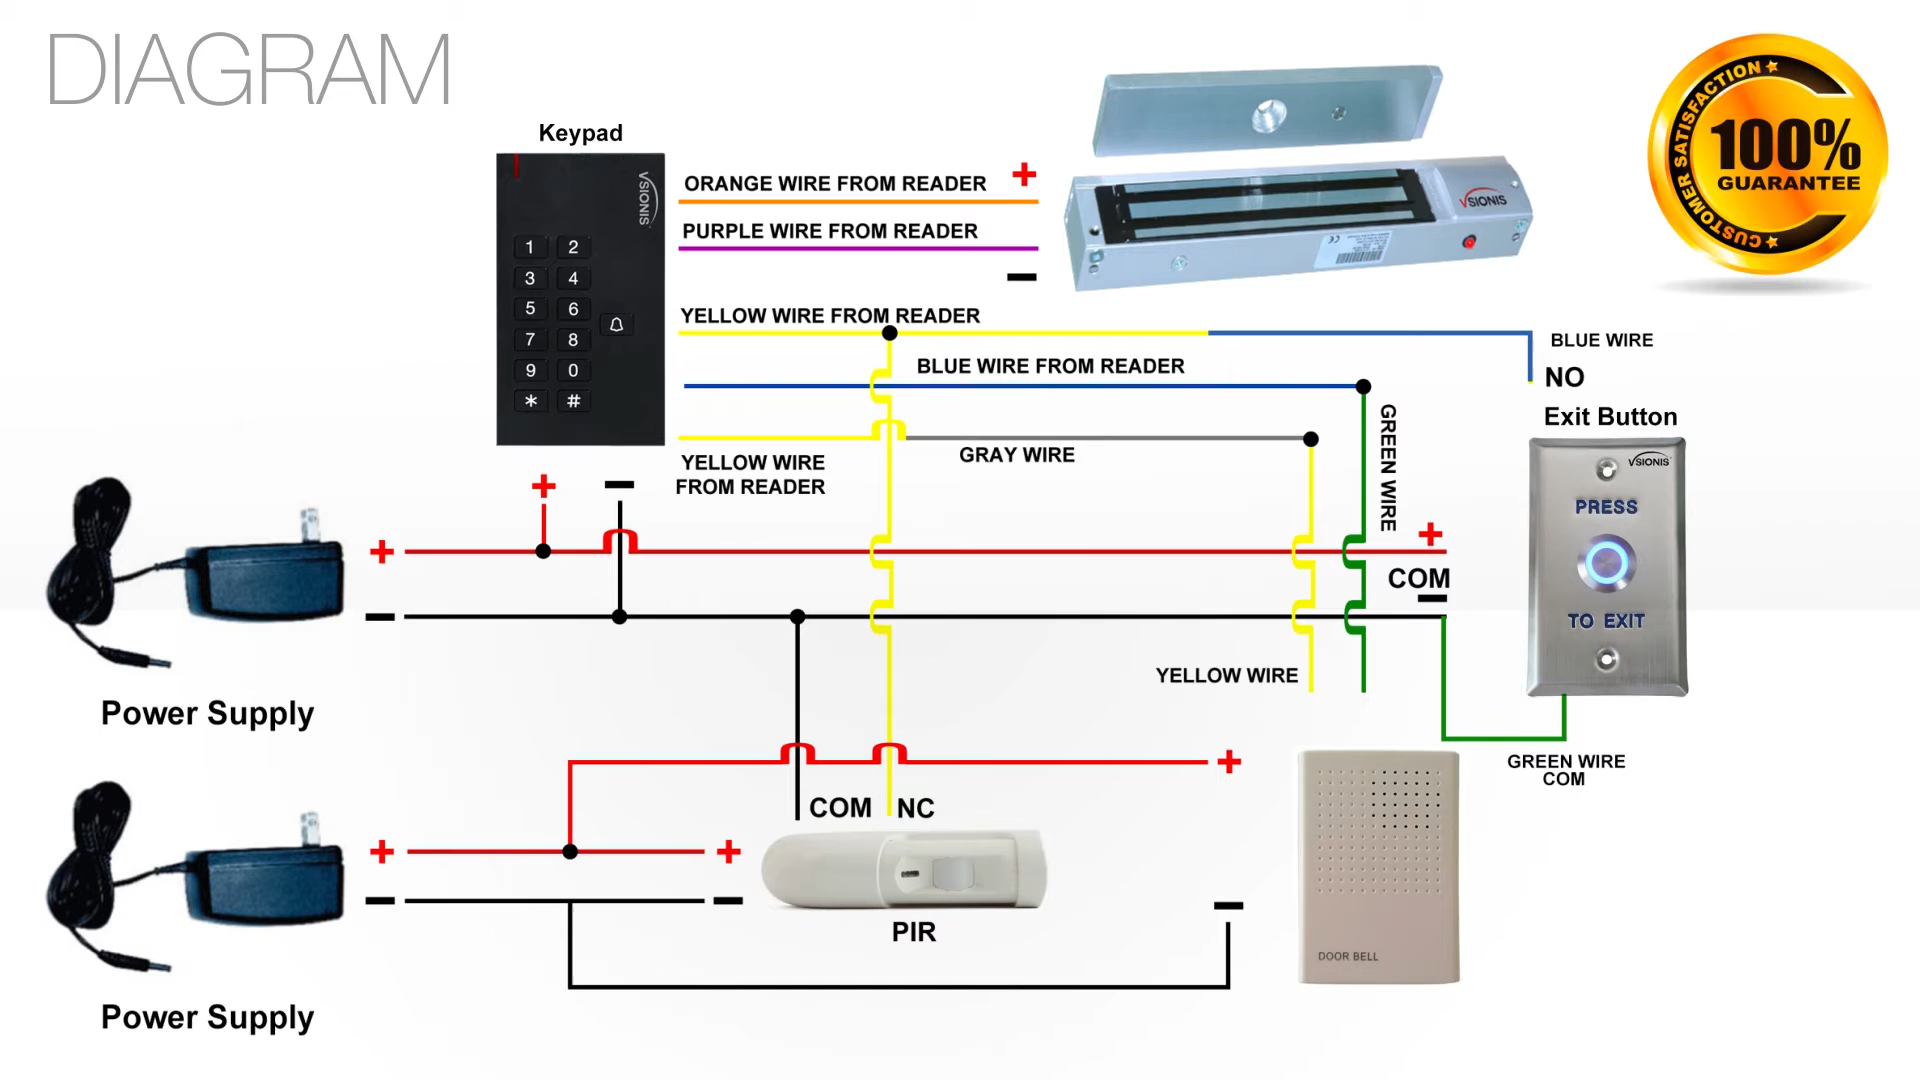 DIAGRAM
Keypad
VSIONIS
1 2
3 4
5 6
7 8
9 0
* #
ORANGE WIRE FROM READER +
PURPLE WIRE FROM READER
−
VSIONIS
CUSTOMER SATISFACTION
100%
GUARANTEE
YELLOW WIRE FROM READER
BLUE WIRE
NO
BLUE WIRE FROM READER
Exit Button
GREEN WIRE
GRAY WIRE
YELLOW WIRE
FROM READER
+ −
VSIONIS
PRESS
TO EXIT
+
+
COM
−
−
YELLOW WIRE
Power Supply
GREEN WIRE
COM
+
COM NC
+ +
− −
−
PIR
DOOR BELL
Power Supply